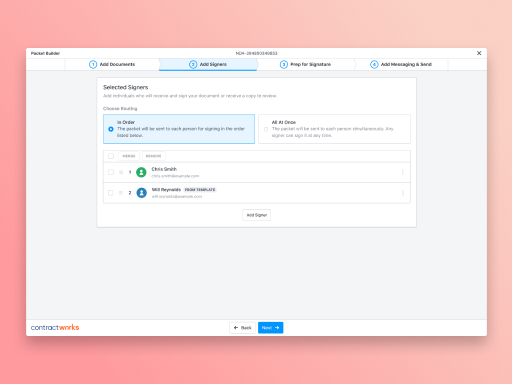 Packet Builder
NDA-394850348833
1 Add Documents
2 Add Signers
3 Prep for Signature
4 Add Messaging & Send
Selected Signers
Add individuals who will receive and sign your document or receive a copy to review.
Choose Routing
In Order
The packet will be sent to each person for signing in the order
listed below.
All At Once
The packet will be sent to each person simultaneously. Any
signer can sign it at any time.
MERGE
REMOVE
1 Chris Smith
chris.smith@example.com
2 Will Reynolds FROM TEMPLATE
will.reynolds@example.com
Add Signer
contractworks
Back
Next